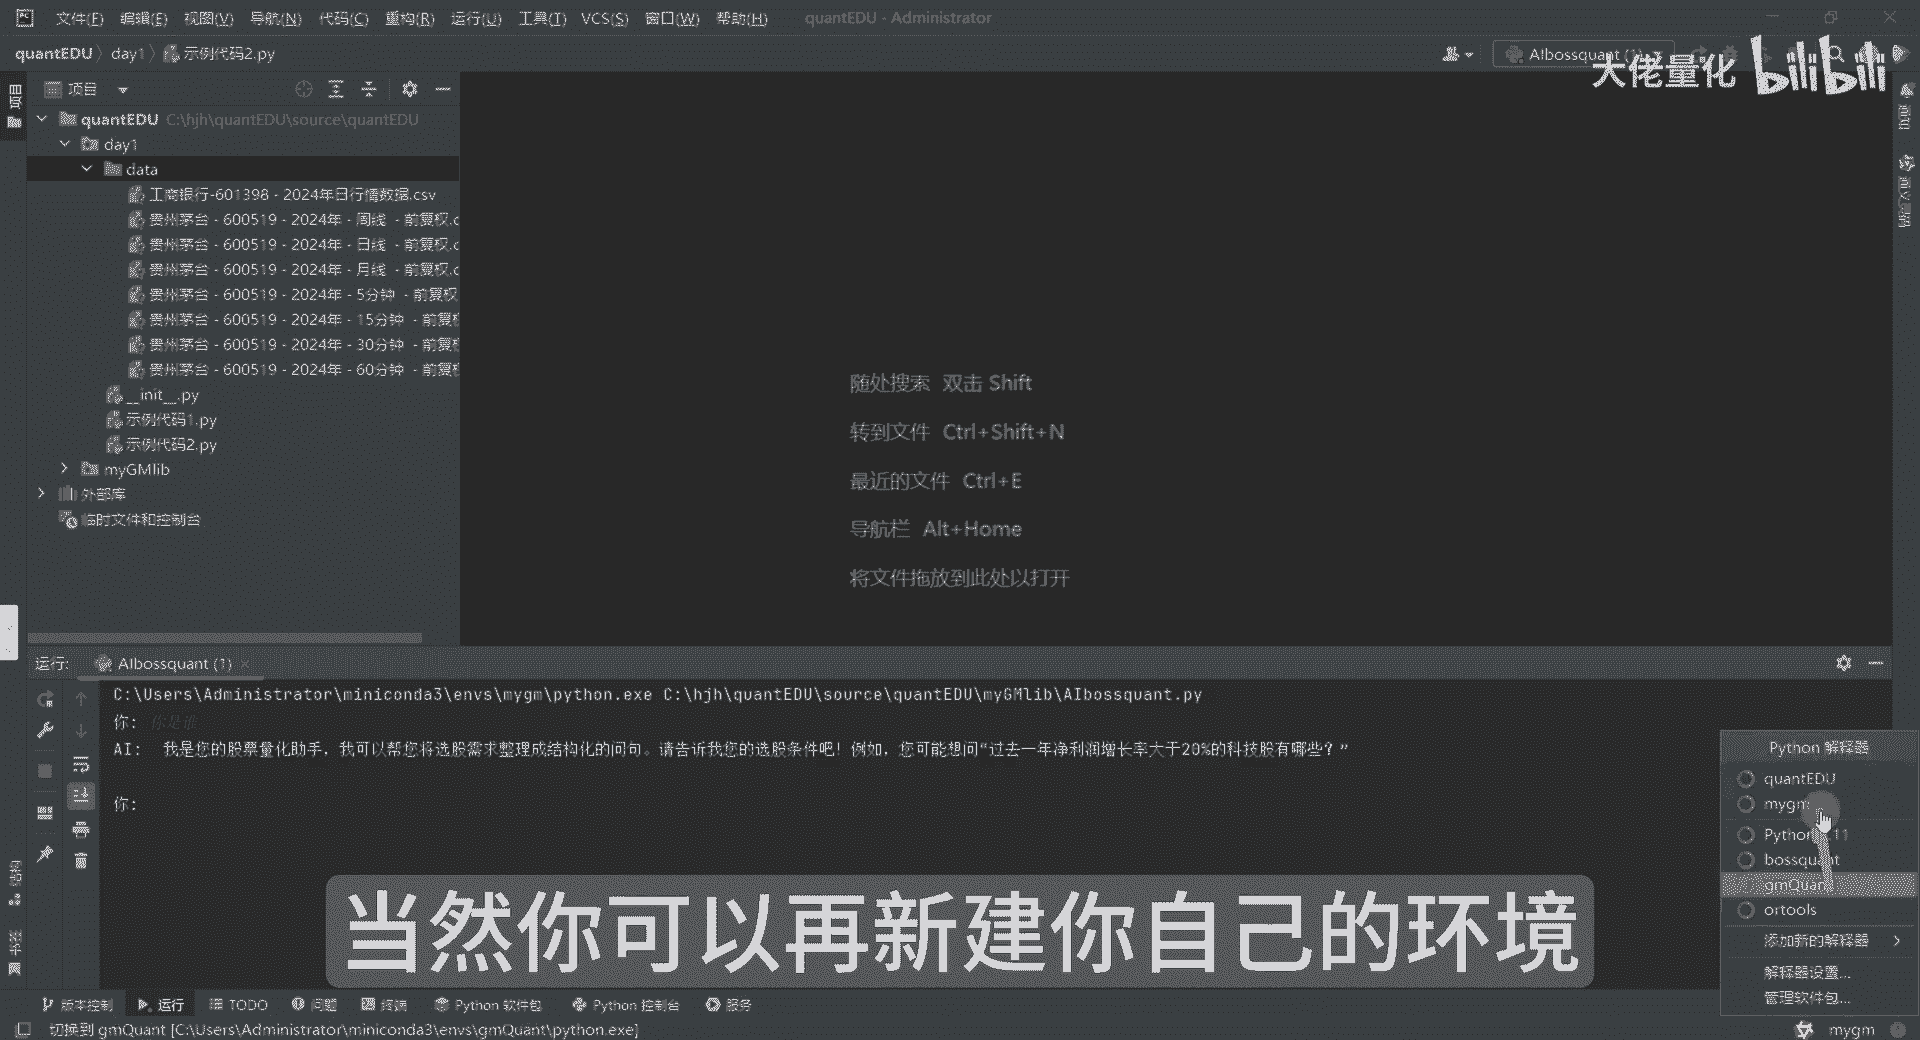 文件(F) 编辑(E) 视图(V) 导航(N) 代码(C) 重构(R) 运行(U) 工具(T) VCS(S) 窗口(W) 帮助(H) quantEDU - Administrator
quantEDU day1 示例代码2.py
AIbossquant (1)
大佬量化 bilibili
项目
项目
quantEDU C:\hjh\quantEDU\source\quantEDU
day1
data
工商银行-601398 - 2024年日行情数据.csv
贵州茅台 - 600519 - 2024年 - 周线 - 前复权.c
贵州茅台 - 600519 - 2024年 - 日线 - 前复权.c
贵州茅台 - 600519 - 2024年 - 月线 - 前复权.c
贵州茅台 - 600519 - 2024年 - 5分钟 - 前复权
贵州茅台 - 600519 - 2024年 - 15分钟 - 前复权
贵州茅台 - 600519 - 2024年 - 30分钟 - 前复权
贵州茅台 - 600519 - 2024年 - 60分钟 - 前复权
__init__.py
示例代码1.py
示例代码2.py
myGMlib
外部库
临时文件和控制台
随处搜索 双击 Shift
转到文件 Ctrl+Shift+N
最近的文件 Ctrl+E
导航栏 Alt+Home
将文件拖放到此处以打开
运行: AIbossquant (1)
C:\Users\Administrator\miniconda3\envs\mygm\python.exe C:\hjh\quantEDU\source\quantEDU\myGMlib\AIbossquant.py
你: 你是谁
AI: 我是您的股票量化助手，我可以帮您将选股需求整理成结构化的问句。请告诉我您的选股条件吧！例如，您可能想问“过去一年净利润增长率大于20%的科技股有哪些？”
你:
Python 解释器
quantEDU
mygm
bossquant
gmQuant
ortools
添加新的解释器
解释器设置...
管理软件包...
当然你可以再新建你自己的环境
结构
书签
版本控制 运行 TODO 问题 终端 Python 软件包 Python 控制台 服务
切换到 gmQuant [C:\Users\Administrator\miniconda3\envs\gmQuant\python.exe]
mygm